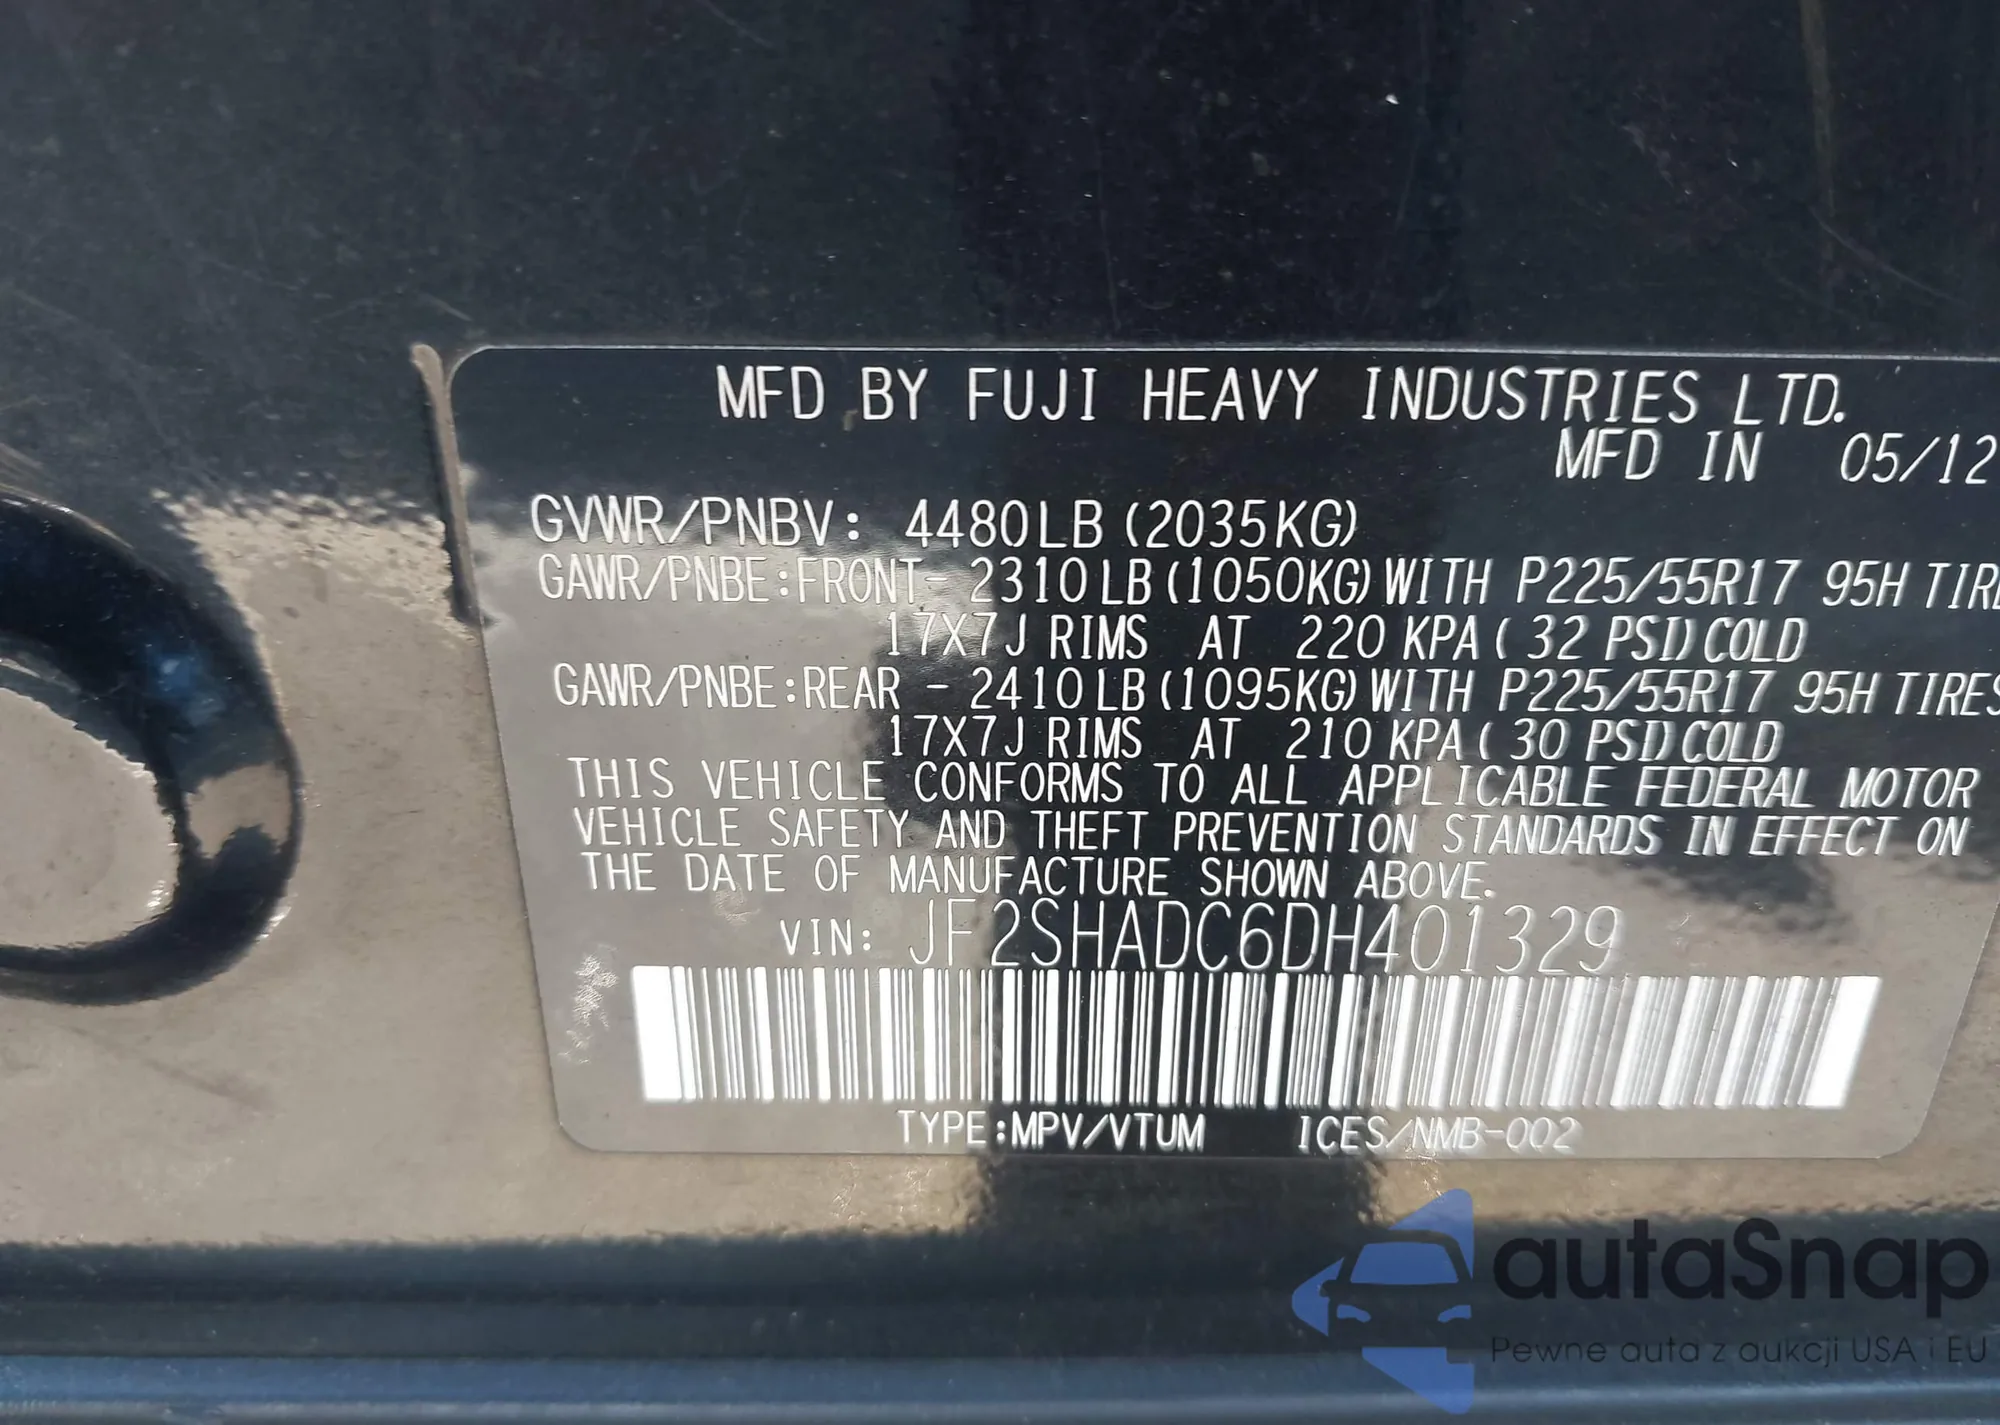 MFD BY FUJI HEAVY INDUSTRIES LTD.
MFD IN 05/12
GVWR/PNBV: 4480LB (2035KG)
GAWR/PNBE:FRONT- 2310LB(1050KG)WITH P225/55R17 95H TIRE
17X7J RIMS AT 220 KPA( 32 PSI)COLD
GAWR/PNBE:REAR - 2410LB(1095KG)WITH P225/55R17 95H TIRES
17X7J RIMS AT 210 KPA( 30 PSI)COLD
THIS VEHICLE CONFORMS TO ALL APPLICABLE FEDERAL MOTOR
VEHICLE SAFETY AND THEFT PREVENTION STANDARDS IN EFFECT ON
THE DATE OF MANUFACTURE SHOWN ABOVE.
VIN: JF2SHADC6DH401329
TYPE:MPV/VTUM ICES/NMB-002
autaSnap
Pewne auta z aukcji USA i EU